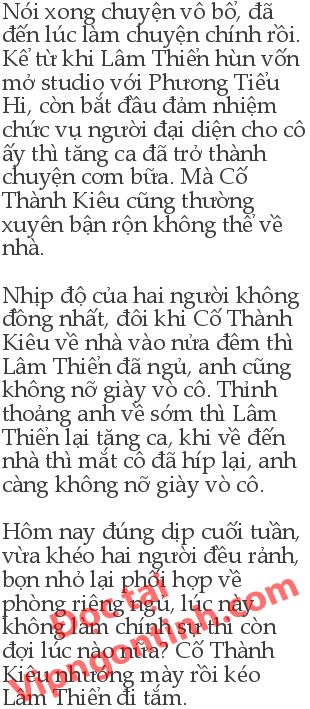 Nói xong chuyện vô bổ, đã
đến lúc làm chuyện chính rồi.
Kể từ khi Lâm Thiển hùn vốn
mở studio với Phương Tiểu
Hi, còn bắt đầu đảm nhiệm
chức vụ người đại diện cho cô
ấy thì tăng ca đã trở thành
chuyện cơm bữa. Mà Cố
Thành Kiêu cũng thường
xuyên bận rộn không thể về
nhà.
Nhịp độ của hai người không
đồng nhất, đôi khi Cố Thành
Kiêu về nhà vào nửa đêm thì
Lâm Thiển đã ngủ, anh cũng
không nỡ giày vò cô. Thỉnh
thoảng anh về sớm thì Lâm
Thiển lại tăng ca, khi về đến
nhà thì mắt cô đã híp lại, anh
càng không nỡ giày vò cô.
Hôm nay đúng dịp cuối tuần,
vừa khéo hai người đều rảnh,
bọn nhỏ lại phối hợp về
phòng riêng ngủ, lúc này
không làm chính sự thì còn
đợi lúc nào nữa? Cố Thành
Kiêu nhướng mày rồi kéo
Lâm Thiển đi tắm.
Đọc tại
Vipngontinh.com